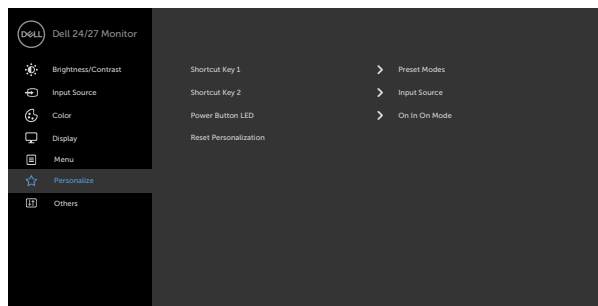 DELL
Dell 24/27 Monitor
Brightness/Contrast
Input Source
Color
Display
Menu
Personalize
Others
Shortcut Key 1 Preset Modes
Shortcut Key 2 Input Source
Power Button LED On In On Mode
Reset Personalization